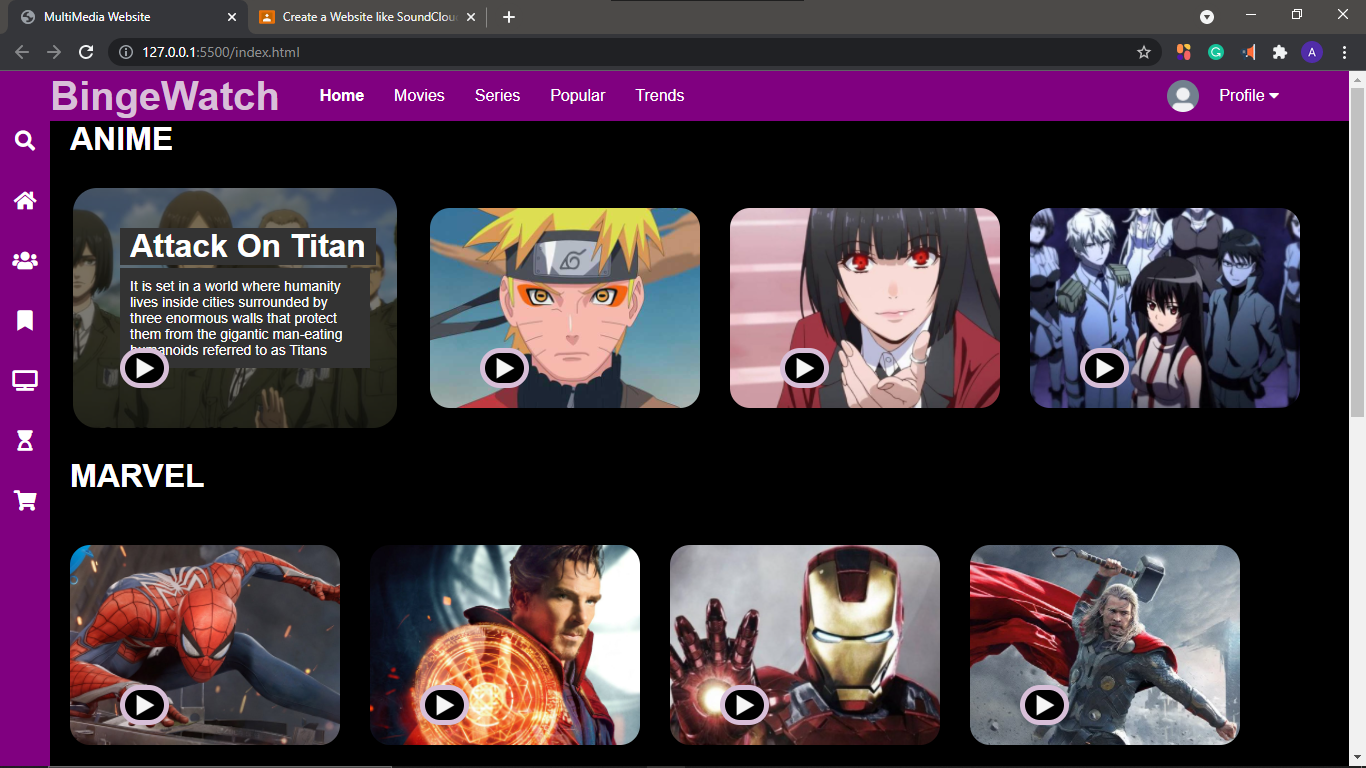 MultiMedia Website
Create a Website like SoundClou
127.0.0.1:5500/index.html
A
BingeWatch
Home
Movies
Series
Popular
Trends
Profile
ANIME
Attack On Titan
It is set in a world where humanity
lives inside cities surrounded by
three enormous walls that protect
them from the gigantic man-eating
humanoids referred to as Titans
MARVEL